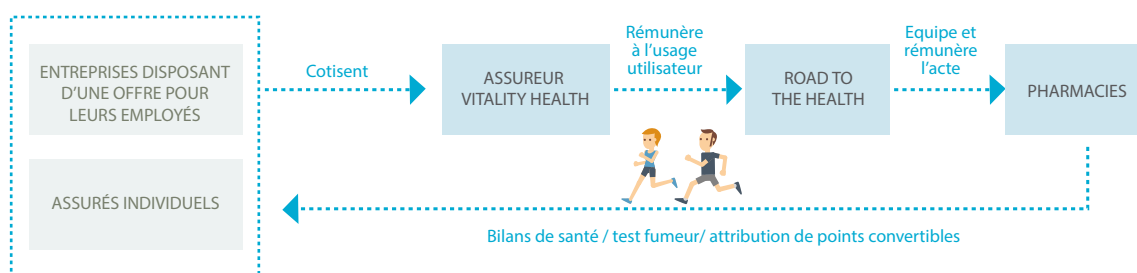 ENTREPRISES DISPOSANT
D'UNE OFFRE POUR
LEURS EMPLOYÉS
ASSURÉS INDIVIDUELS
Cotisent
ASSUREUR
VITALITY HEALTH
Rémunère
à l'usage
utilisateur
ROAD TO
THE HEALTH
Equipe et
rémunère
l'acte
PHARMACIES
Bilans de santé / test fumeur/ attribution de points convertibles